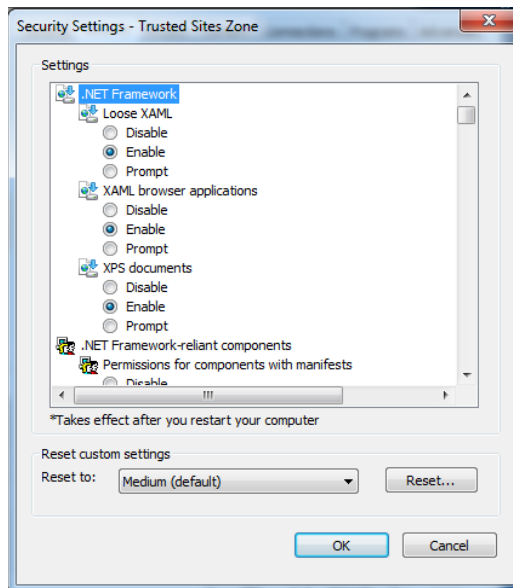 Security Settings - Trusted Sites Zone
Settings
.NET Framework
Loose XAML
Disable
Enable
Prompt
XAML browser applications
Disable
Enable
Prompt
XPS documents
Disable
Enable
Prompt
.NET Framework-reliant components
Permissions for components with manifests
Disable
*Takes effect after you restart your computer
Reset custom settings
Reset to: Medium (default) Reset...
OK Cancel